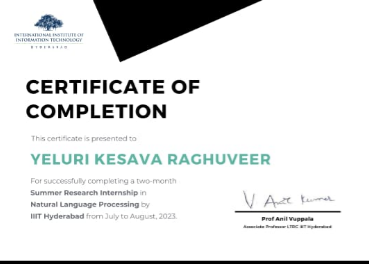 INTERNATIONAL INSTITUTE OF
INFORMATION TECHNOLOGY
HYDERABAD
CERTIFICATE OF
COMPLETION
This certificate is presented to
YELURI KESAVA RAGHUVEER
For successfully completing a two-month
Summer Research Internship in
Natural Language Processing by
IIIT Hyderabad from July to August, 2023.
V Anil Kumar
Prof Anil Vuppala
Associate Professor LTRC IIIT Hyderabad